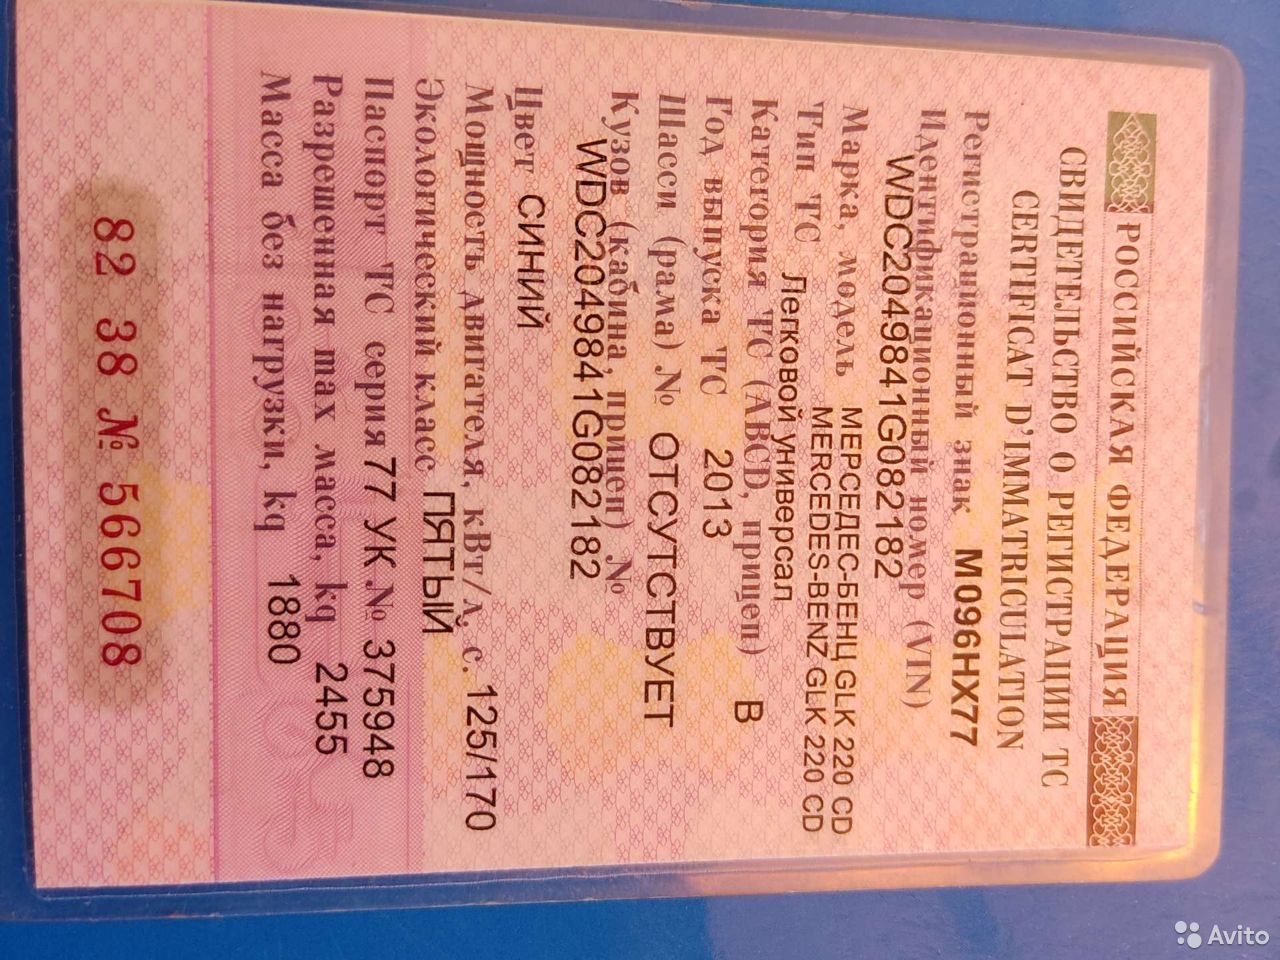 РОССИЙСКАЯ ФЕДЕРАЦИЯ
СВИДЕТЕЛЬСТВО О РЕГИСТРАЦИИ ТС
CERTIFICAT D'IMMATRICULATION
Регистрационный знак М096НХ77
Идентификационный номер (VIN)
WDC2049841G082182
Марка, модель МЕРСЕДЕС-БЕНЦ GLK 220 CD
MERCEDES-BENZ GLK 220 CD
Тип ТС Легковой универсал
Категория ТС (ABCD, прицеп) B
Год выпуска ТС 2013
Шасси (рама) № ОТСУТСТВУЕТ
Кузов (кабина, прицеп) №
WDC2049841G082182
Цвет СИНИЙ
Мощность двигателя, кВт/л. с. 125/170
Экологический класс ПЯТЫЙ
Паспорт ТС серия 77 УК № 375948
Разрешенная max масса, kg 2455
Масса без нагрузки, kg 1880
82 38 № 566708
Avito